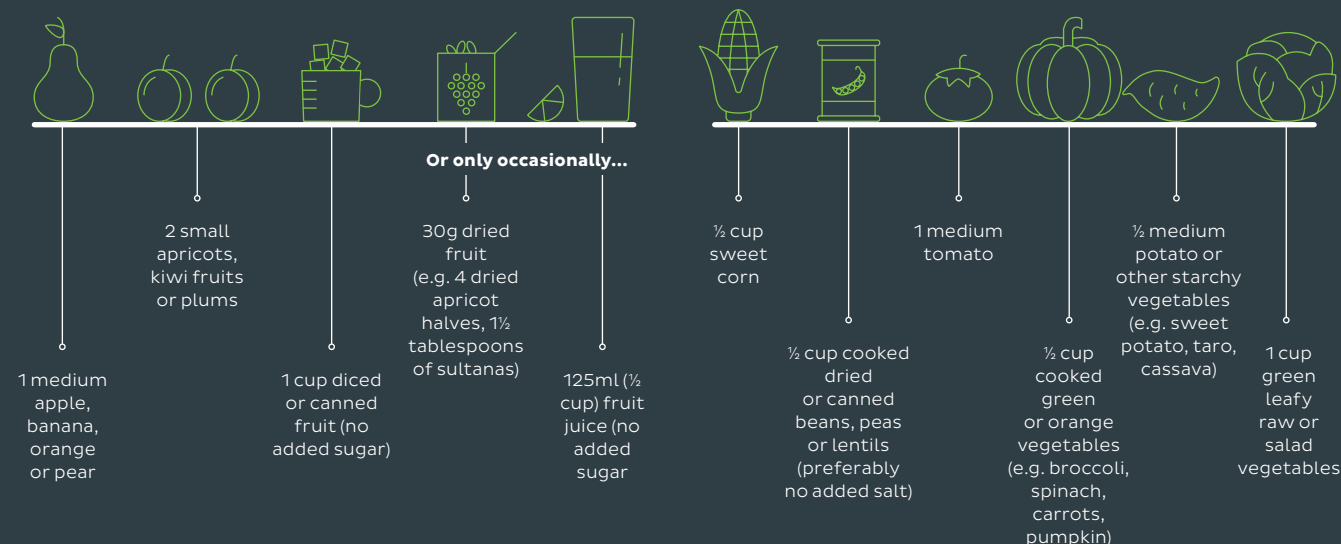 Or only occasionally...
1 medium
apple,
banana,
orange
or pear
2 small
apricots,
kiwi fruits
or plums
1 cup diced
or canned
fruit (no
added sugar)
30g dried
fruit
(e.g. 4 dried
apricot
halves, 1½
tablespoons
of sultanas)
125ml (½
cup) fruit
juice (no
added
sugar
½ cup
sweet
corn
½ cup cooked
dried
or canned
beans, peas
or lentils
(preferably
no added salt)
1 medium
tomato
½ cup
cooked
green
or orange
vegetables
(e.g. broccoli,
spinach,
carrots,
pumpkin)
½ medium
potato or
other starchy
vegetables
(e.g. sweet
potato, taro,
cassava)
1 cup
green
leafy
raw or
salad
vegetables